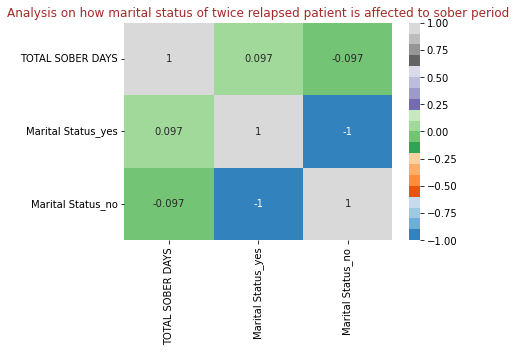 Analysis on how marital status of twice relapsed patient is affected to sober period
TOTAL SOBER DAYS
1
0.097
-0.097
Marital Status_yes
0.097
1
-1
Marital Status_no
-0.097
-1
1
TOTAL SOBER DAYS
Marital Status_yes
Marital Status_no
1.00
0.75
0.50
0.25
0.00
−0.25
−0.50
−0.75
−1.00